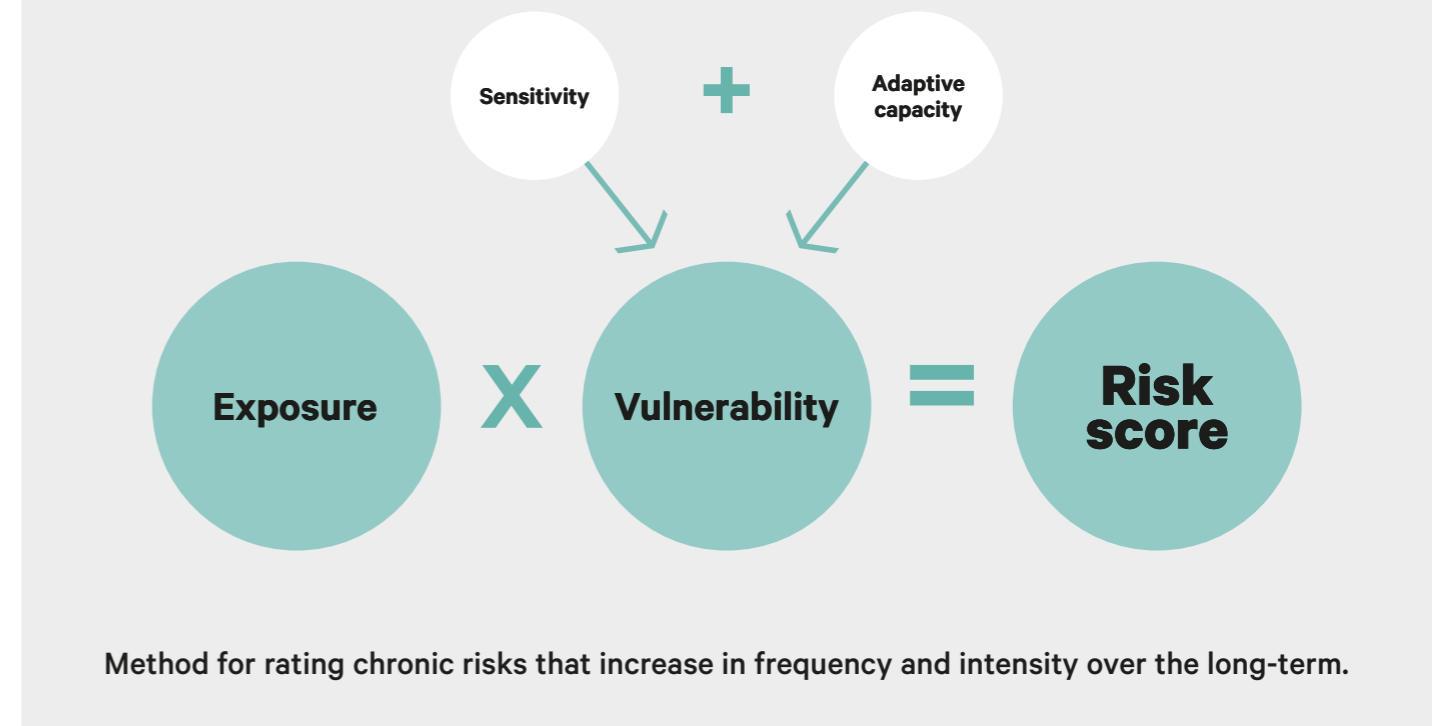 Sensitivity
+
Adaptive
capacity
Exposure
x
Vulnerability
=
Risk
score
Method for rating chronic risks that increase in frequency and intensity over the long-term.